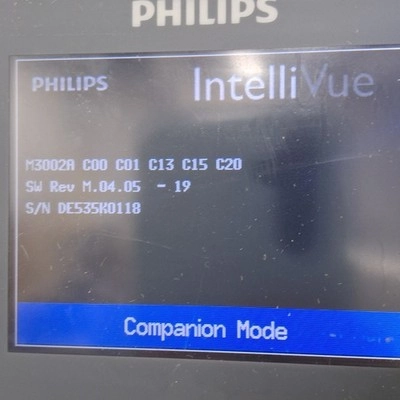 PHILIPS
PHILIPS IntelliVue
M3002A C00 C01 C13 C15 C20
SW Rev M.04.05 - 19
S/N DE535K0118
Companion Mode